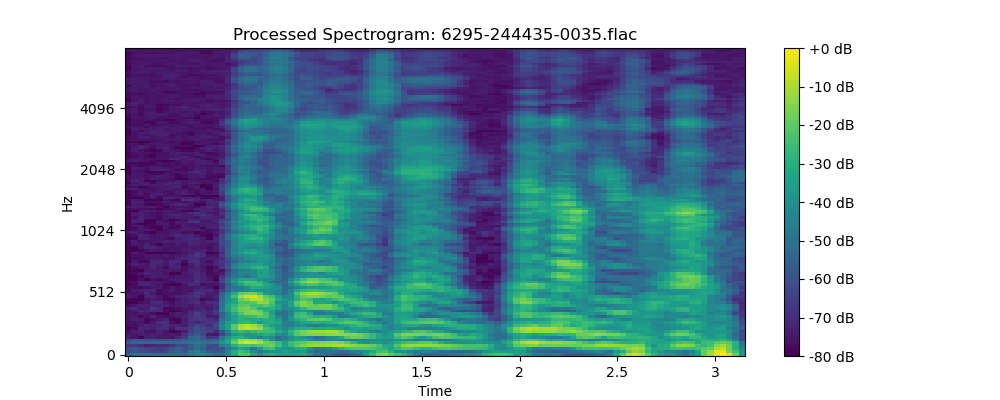 Processed Spectrogram: 6295-244435-0035.flac
Hz
4096
2048
1024
512
0
0
0.5
1
1.5
2
2.5
3
Time
+0 dB
-10 dB
-20 dB
-30 dB
-40 dB
-50 dB
-60 dB
-70 dB
-80 dB